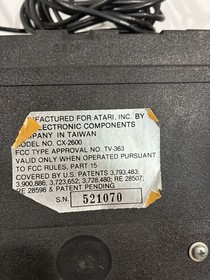 NUFACTURED FOR ATARI, INC. BY
ELECTRONIC COMPONENTS
COMPANY IN TAIWAN
MODEL NO. CX-2600
FCC TYPE APPROVAL NO. TV-363
VALID ONLY WHEN OPERATED PURSUANT
TO FCC RULES, PART 15
COVERED BY U.S. PATENTS 3,793,483;
3,900,886; 3,723,652; 3,728,480; RE 28507;
RE 28598 & PATENTS PENDING
S.N. 521070